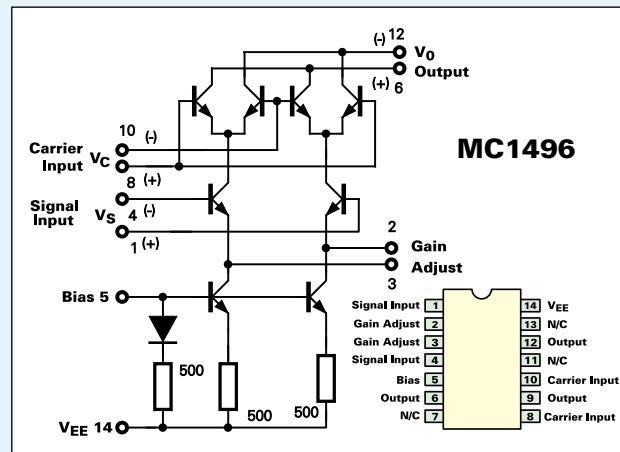 (-) 12
V0
Output
(+) 6
MC1496
10 (-)
Carrier Input VC
8 (+)
Signal Input VS
4 (-)
1 (+)
2
Gain
Adjust
3
Bias 5
500
500
500
VEE 14
Signal Input 1
Gain Adjust 2
Gain Adjust 3
Signal Input 4
Bias 5
Output 6
N/C 7
14 VEE
13 N/C
12 Output
11 N/C
10 Carrier Input
9 Output
8 Carrier Input